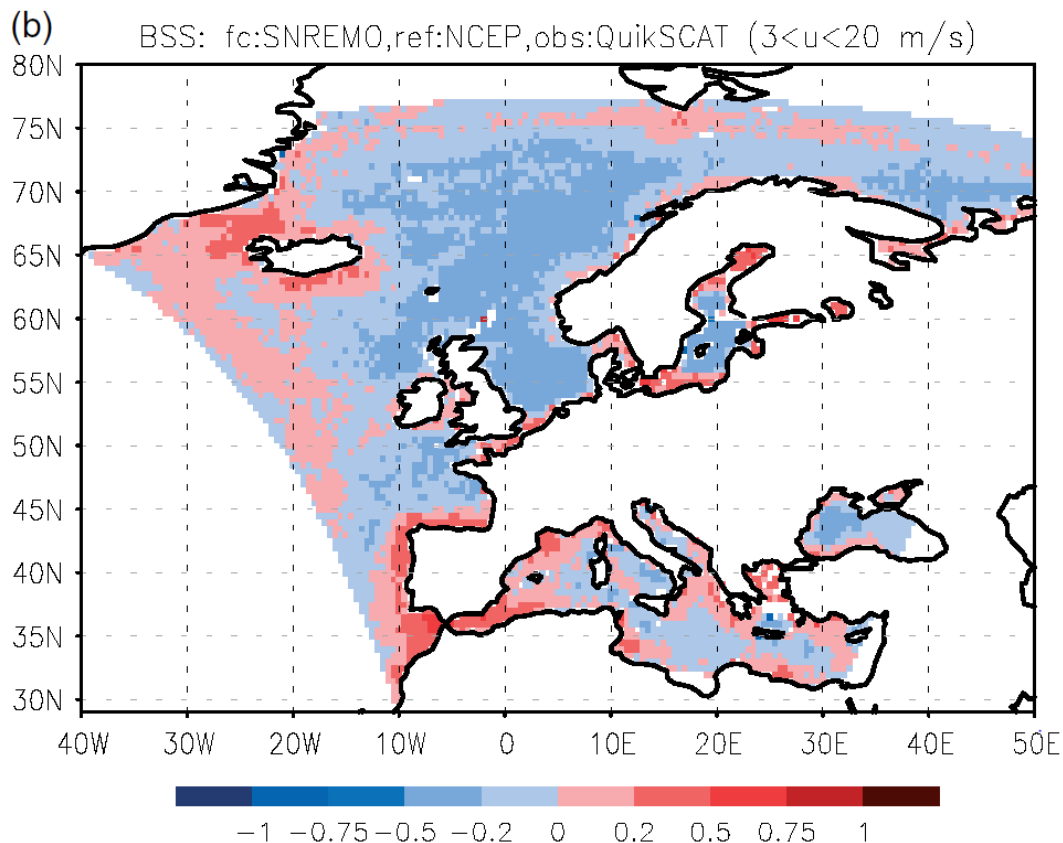 (b)
BSS: fc:SNREMO,ref:NCEP,obs:QuikSCAT (3<u<20 m/s)
80N
75N
70N
65N
60N
55N
50N
45N
40N
35N
30N
40W 30W 20W 10W 0 10E 20E 30E 40E 50E
−1 −0.75 −0.5 −0.2 0 0.2 0.5 0.75 1